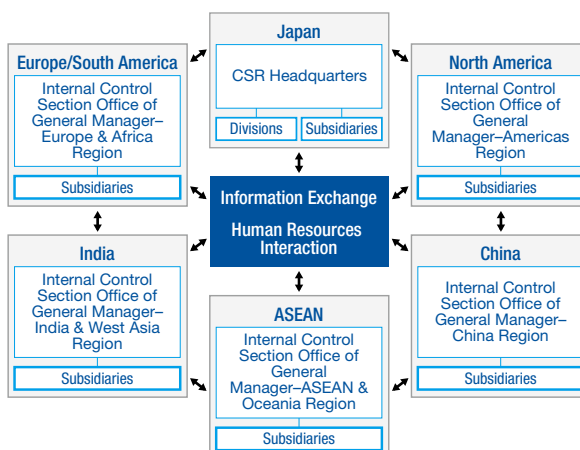 Japan
CSR Headquarters
Divisions
Subsidiaries
Europe/South America
Internal Control
Section Office of
General Manager–
Europe & Africa
Region
Subsidiaries
North America
Internal Control
Section Office of
General
Manager–Americas
Region
Subsidiaries
Information Exchange
Human Resources
Interaction
India
Internal Control
Section Office of
General Manager–
India & West Asia
Region
Subsidiaries
China
Internal Control
Section Office of
General Manager–
China Region
Subsidiaries
ASEAN
Internal Control
Section Office of
General
Manager–ASEAN &
Oceania Region
Subsidiaries